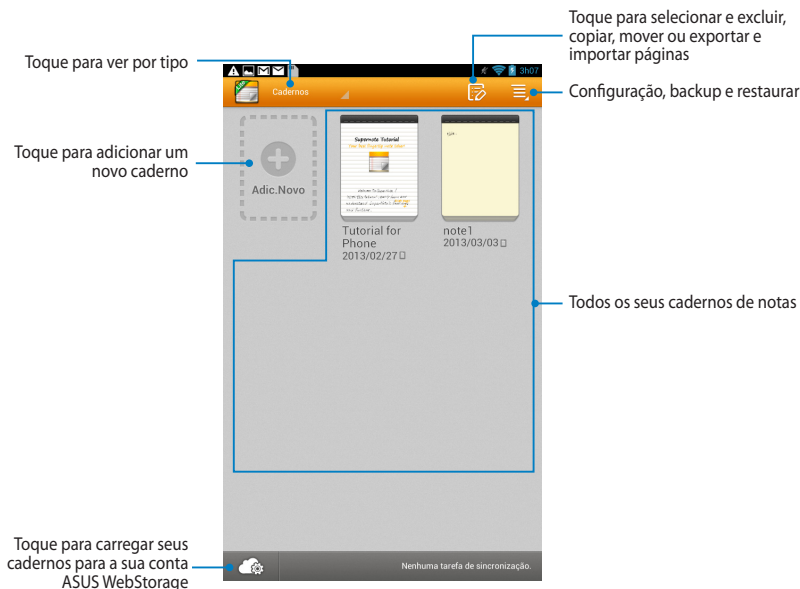 Toque para selecionar e excluir,
copiar, mover ou exportar e
importar páginas
Toque para ver por tipo
3h07
Cadernos
Configuração, backup e restaurar
Toque para adicionar um
novo caderno
Adic.Novo
Supernote Tutorial
Tutorial for
Phone
2013/02/27
note1
2013/03/03
Todos os seus cadernos de notas
Toque para carregar seus
cadernos para a sua conta
ASUS WebStorage
Nenhuma tarefa de sincronização.